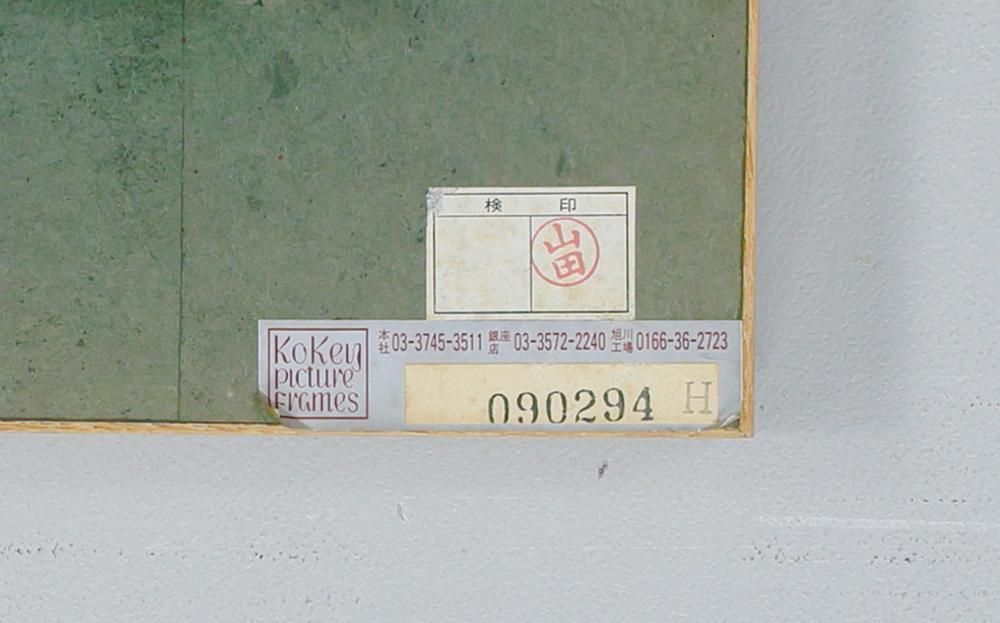 検 印
山田
KoKey
picture
Frames
本社 03-3745-3511 銀座店 03-3572-2240 旭川工場 0166-36-2723
090294 H